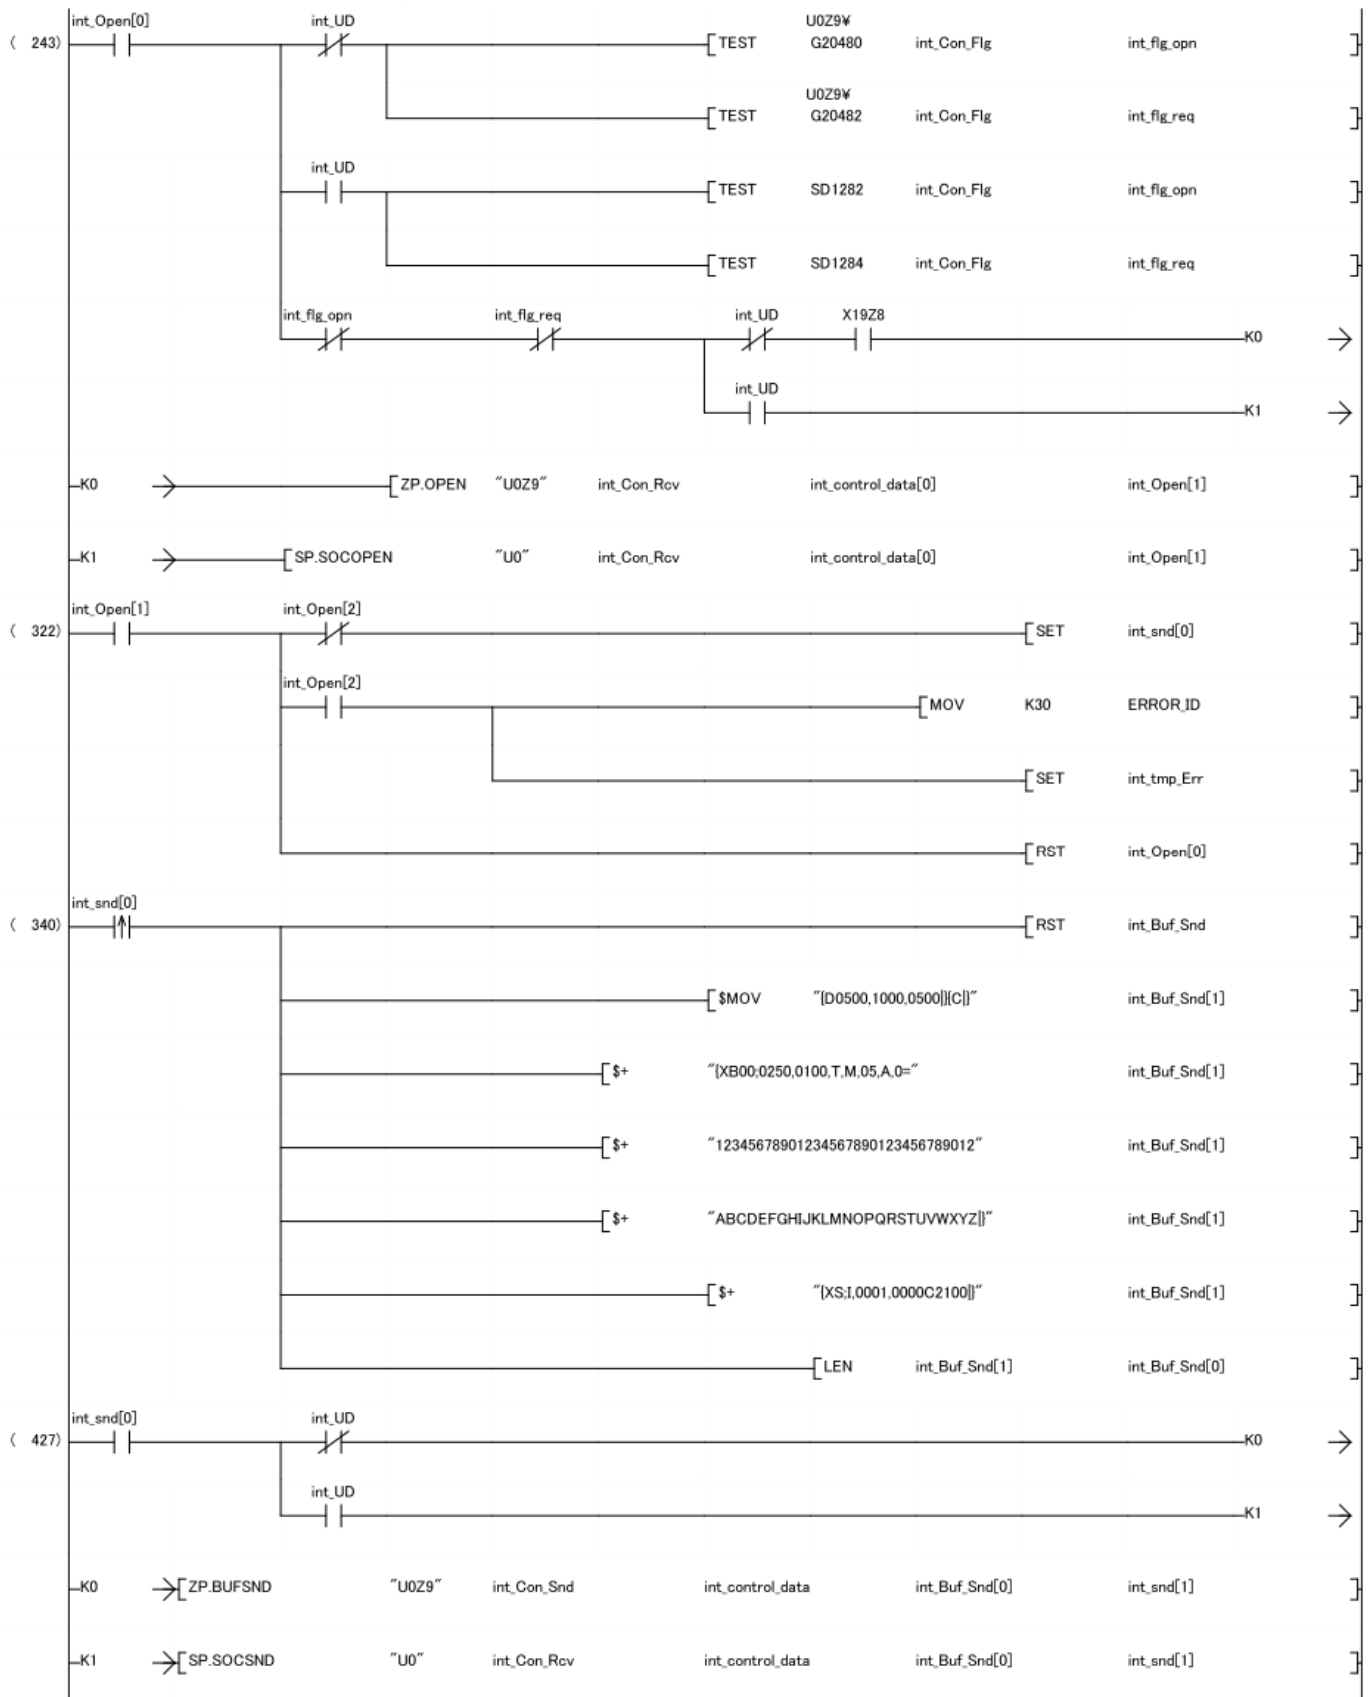 int_Open[0] int_UD U0Z9¥
( 243) TEST G20480 int_Con_Flg int_flg_opn
U0Z9¥
TEST G20482 int_Con_Flg int_flg_req
int_UD
TEST SD1282 int_Con_Flg int_flg_opn
TEST SD1284 int_Con_Flg int_flg_req
int_flg_opn int_flg_req int_UD X19Z8
K0
int_UD
K1
K0 ZP.OPEN "U0Z9" int_Con_Rcv int_control_data[0] int_Open[1]
K1 SP.SOCOPEN "U0" int_Con_Rcv int_control_data[0] int_Open[1]
int_Open[1] int_Open[2]
( 322) SET int_snd[0]
int_Open[2]
MOV K30 ERROR_ID
SET int_tmp_Err
RST int_Open[0]
int_snd[0]
( 340) RST int_Buf_Snd
$MOV "{D0500,1000,0500|}{C|}" int_Buf_Snd[1]
$+ "{XB00;0250,0100,T,M,05,A,0=" int_Buf_Snd[1]
$+ "12345678901234567890123456789012" int_Buf_Snd[1]
$+ "ABCDEFGHIJKLMNOPQRSTUVWXYZ|}" int_Buf_Snd[1]
$+ "{XS;I,0001,0000C2100|}" int_Buf_Snd[1]
LEN int_Buf_Snd[1] int_Buf_Snd[0]
int_snd[0] int_UD
( 427) K0
int_UD
K1
K0 ZP.BUFSND "U0Z9" int_Con_Snd int_control_data int_Buf_Snd[0] int_snd[1]
K1 SP.SOCSND "U0" int_Con_Rcv int_control_data int_Buf_Snd[0] int_snd[1]